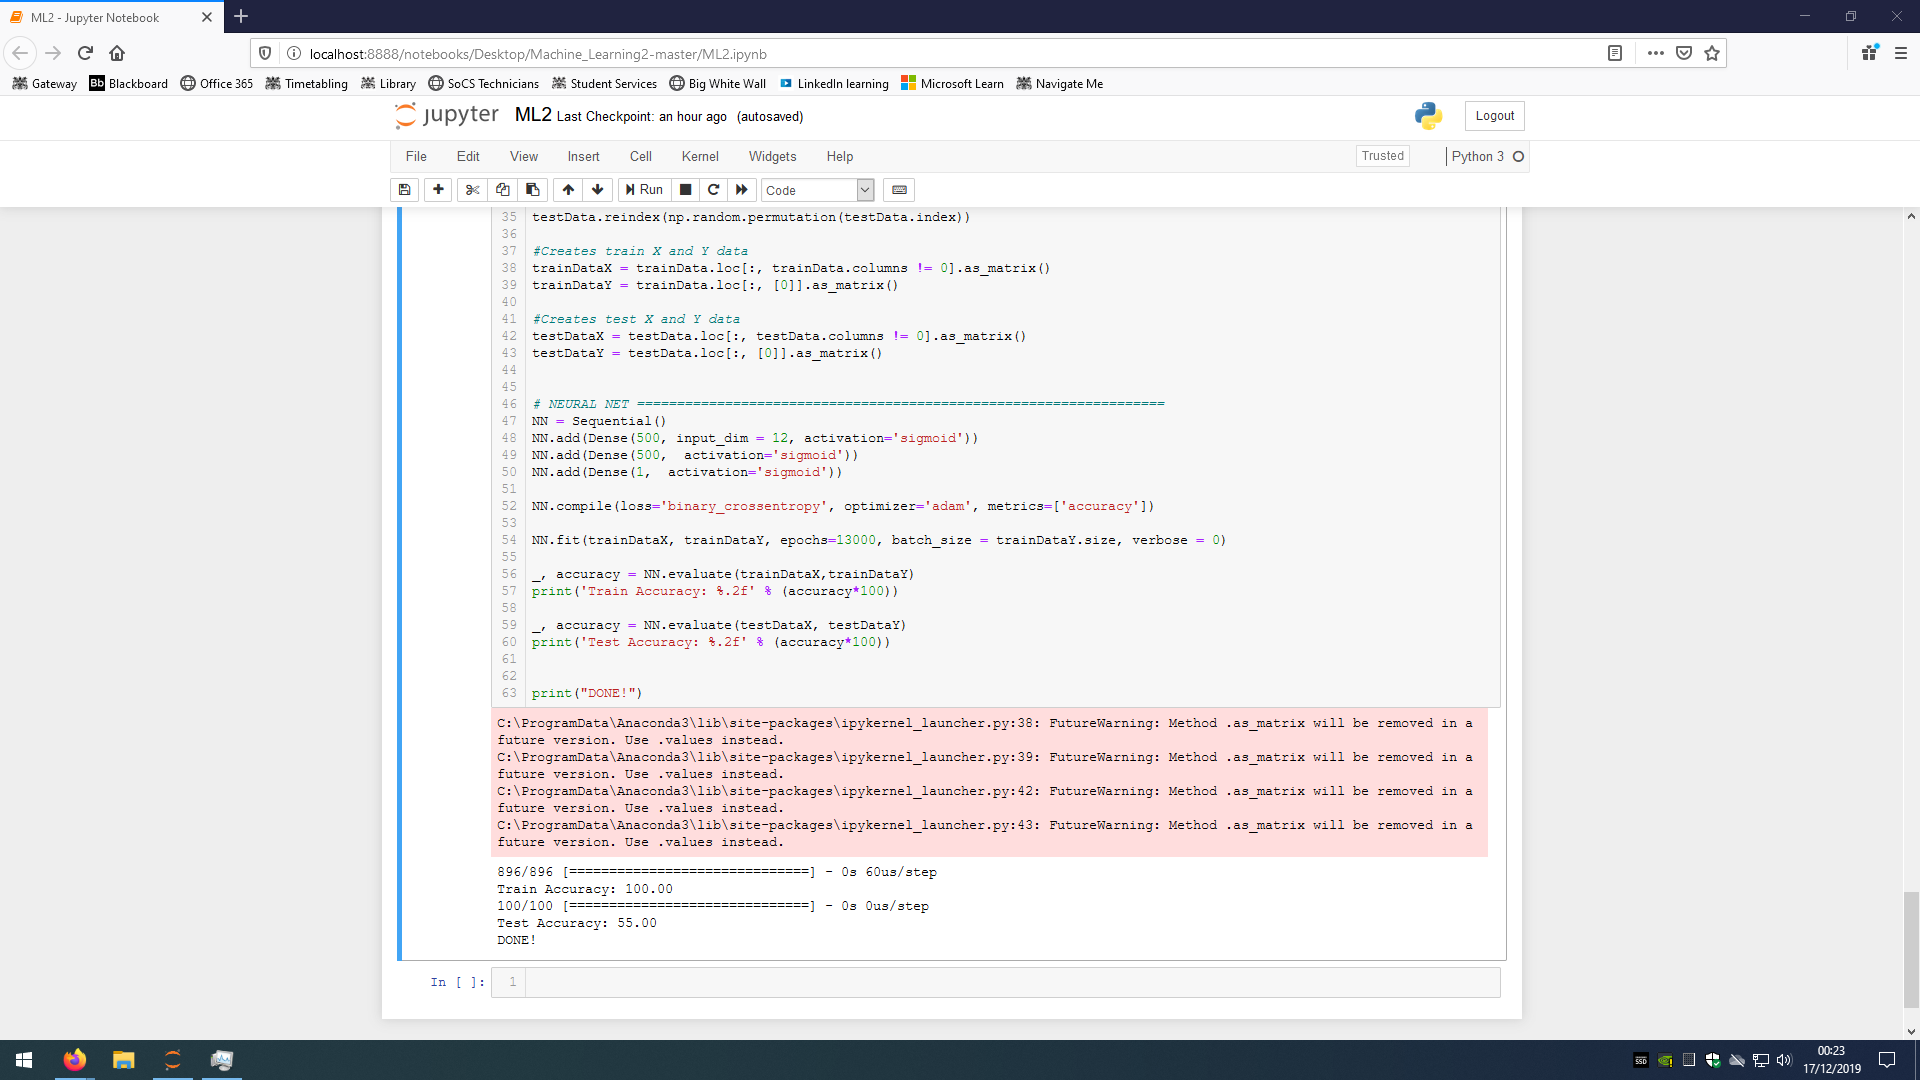 ML2 - Jupyter Notebook
localhost:8888/notebooks/Desktop/Machine_Learning2-master/ML2.ipynb
Gateway Bb Blackboard Office 365 Timetabling Library SoCS Technicians Student Services Big White Wall LinkedIn learning Microsoft Learn Navigate Me
jupyter ML2 Last Checkpoint: an hour ago (autosaved) Logout
File Edit View Insert Cell Kernel Widgets Help Trusted Python 3
Run Code
35 testData.reindex(np.random.permutation(testData.index))
36
37 #Creates train X and Y data
38 trainDataX = trainData.loc[:, trainData.columns != 0].as_matrix()
39 trainDataY = trainData.loc[:, [0]].as_matrix()
40
41 #Creates test X and Y data
42 testDataX = testData.loc[:, testData.columns != 0].as_matrix()
43 testDataY = testData.loc[:, [0]].as_matrix()
44
45
46 # NEURAL NET ==================================================================
47 NN = Sequential()
48 NN.add(Dense(500, input_dim = 12, activation='sigmoid'))
49 NN.add(Dense(500,  activation='sigmoid'))
50 NN.add(Dense(1,  activation='sigmoid'))
51
52 NN.compile(loss='binary_crossentropy', optimizer='adam', metrics=['accuracy'])
53
54 NN.fit(trainDataX, trainDataY, epochs=13000, batch_size = trainDataY.size, verbose = 0)
55
56 _, accuracy = NN.evaluate(trainDataX,trainDataY)
57 print('Train Accuracy: %.2f' % (accuracy*100))
58
59 _, accuracy = NN.evaluate(testDataX, testDataY)
60 print('Test Accuracy: %.2f' % (accuracy*100))
61
62
63 print("DONE!")
C:\ProgramData\Anaconda3\lib\site-packages\ipykernel_launcher.py:38: FutureWarning: Method .as_matrix will be removed in a
future version. Use .values instead.
C:\ProgramData\Anaconda3\lib\site-packages\ipykernel_launcher.py:39: FutureWarning: Method .as_matrix will be removed in a
future version. Use .values instead.
C:\ProgramData\Anaconda3\lib\site-packages\ipykernel_launcher.py:42: FutureWarning: Method .as_matrix will be removed in a
future version. Use .values instead.
C:\ProgramData\Anaconda3\lib\site-packages\ipykernel_launcher.py:43: FutureWarning: Method .as_matrix will be removed in a
future version. Use .values instead.
896/896 [==============================] - 0s 60us/step
Train Accuracy: 100.00
100/100 [==============================] - 0s 0us/step
Test Accuracy: 55.00
DONE!
In [ ]: 1
SSD
00:23
17/12/2019